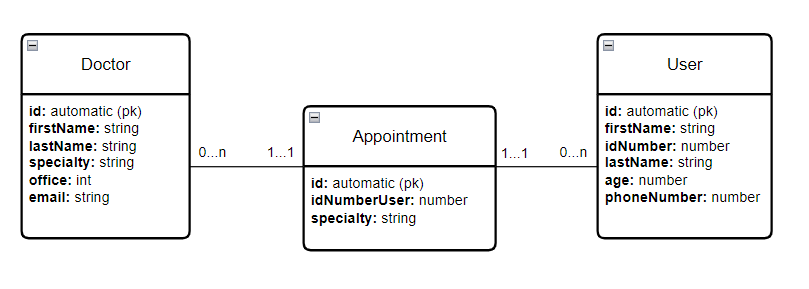 Doctor
id: automatic (pk)
firstName: string
lastName: string
specialty: string
office: int
email: string
0...n
1...1
Appointment
id: automatic (pk)
idNumberUser: number
specialty: string
1...1
0...n
User
id: automatic (pk)
firstName: string
idNumber: number
lastName: string
age: number
phoneNumber: number